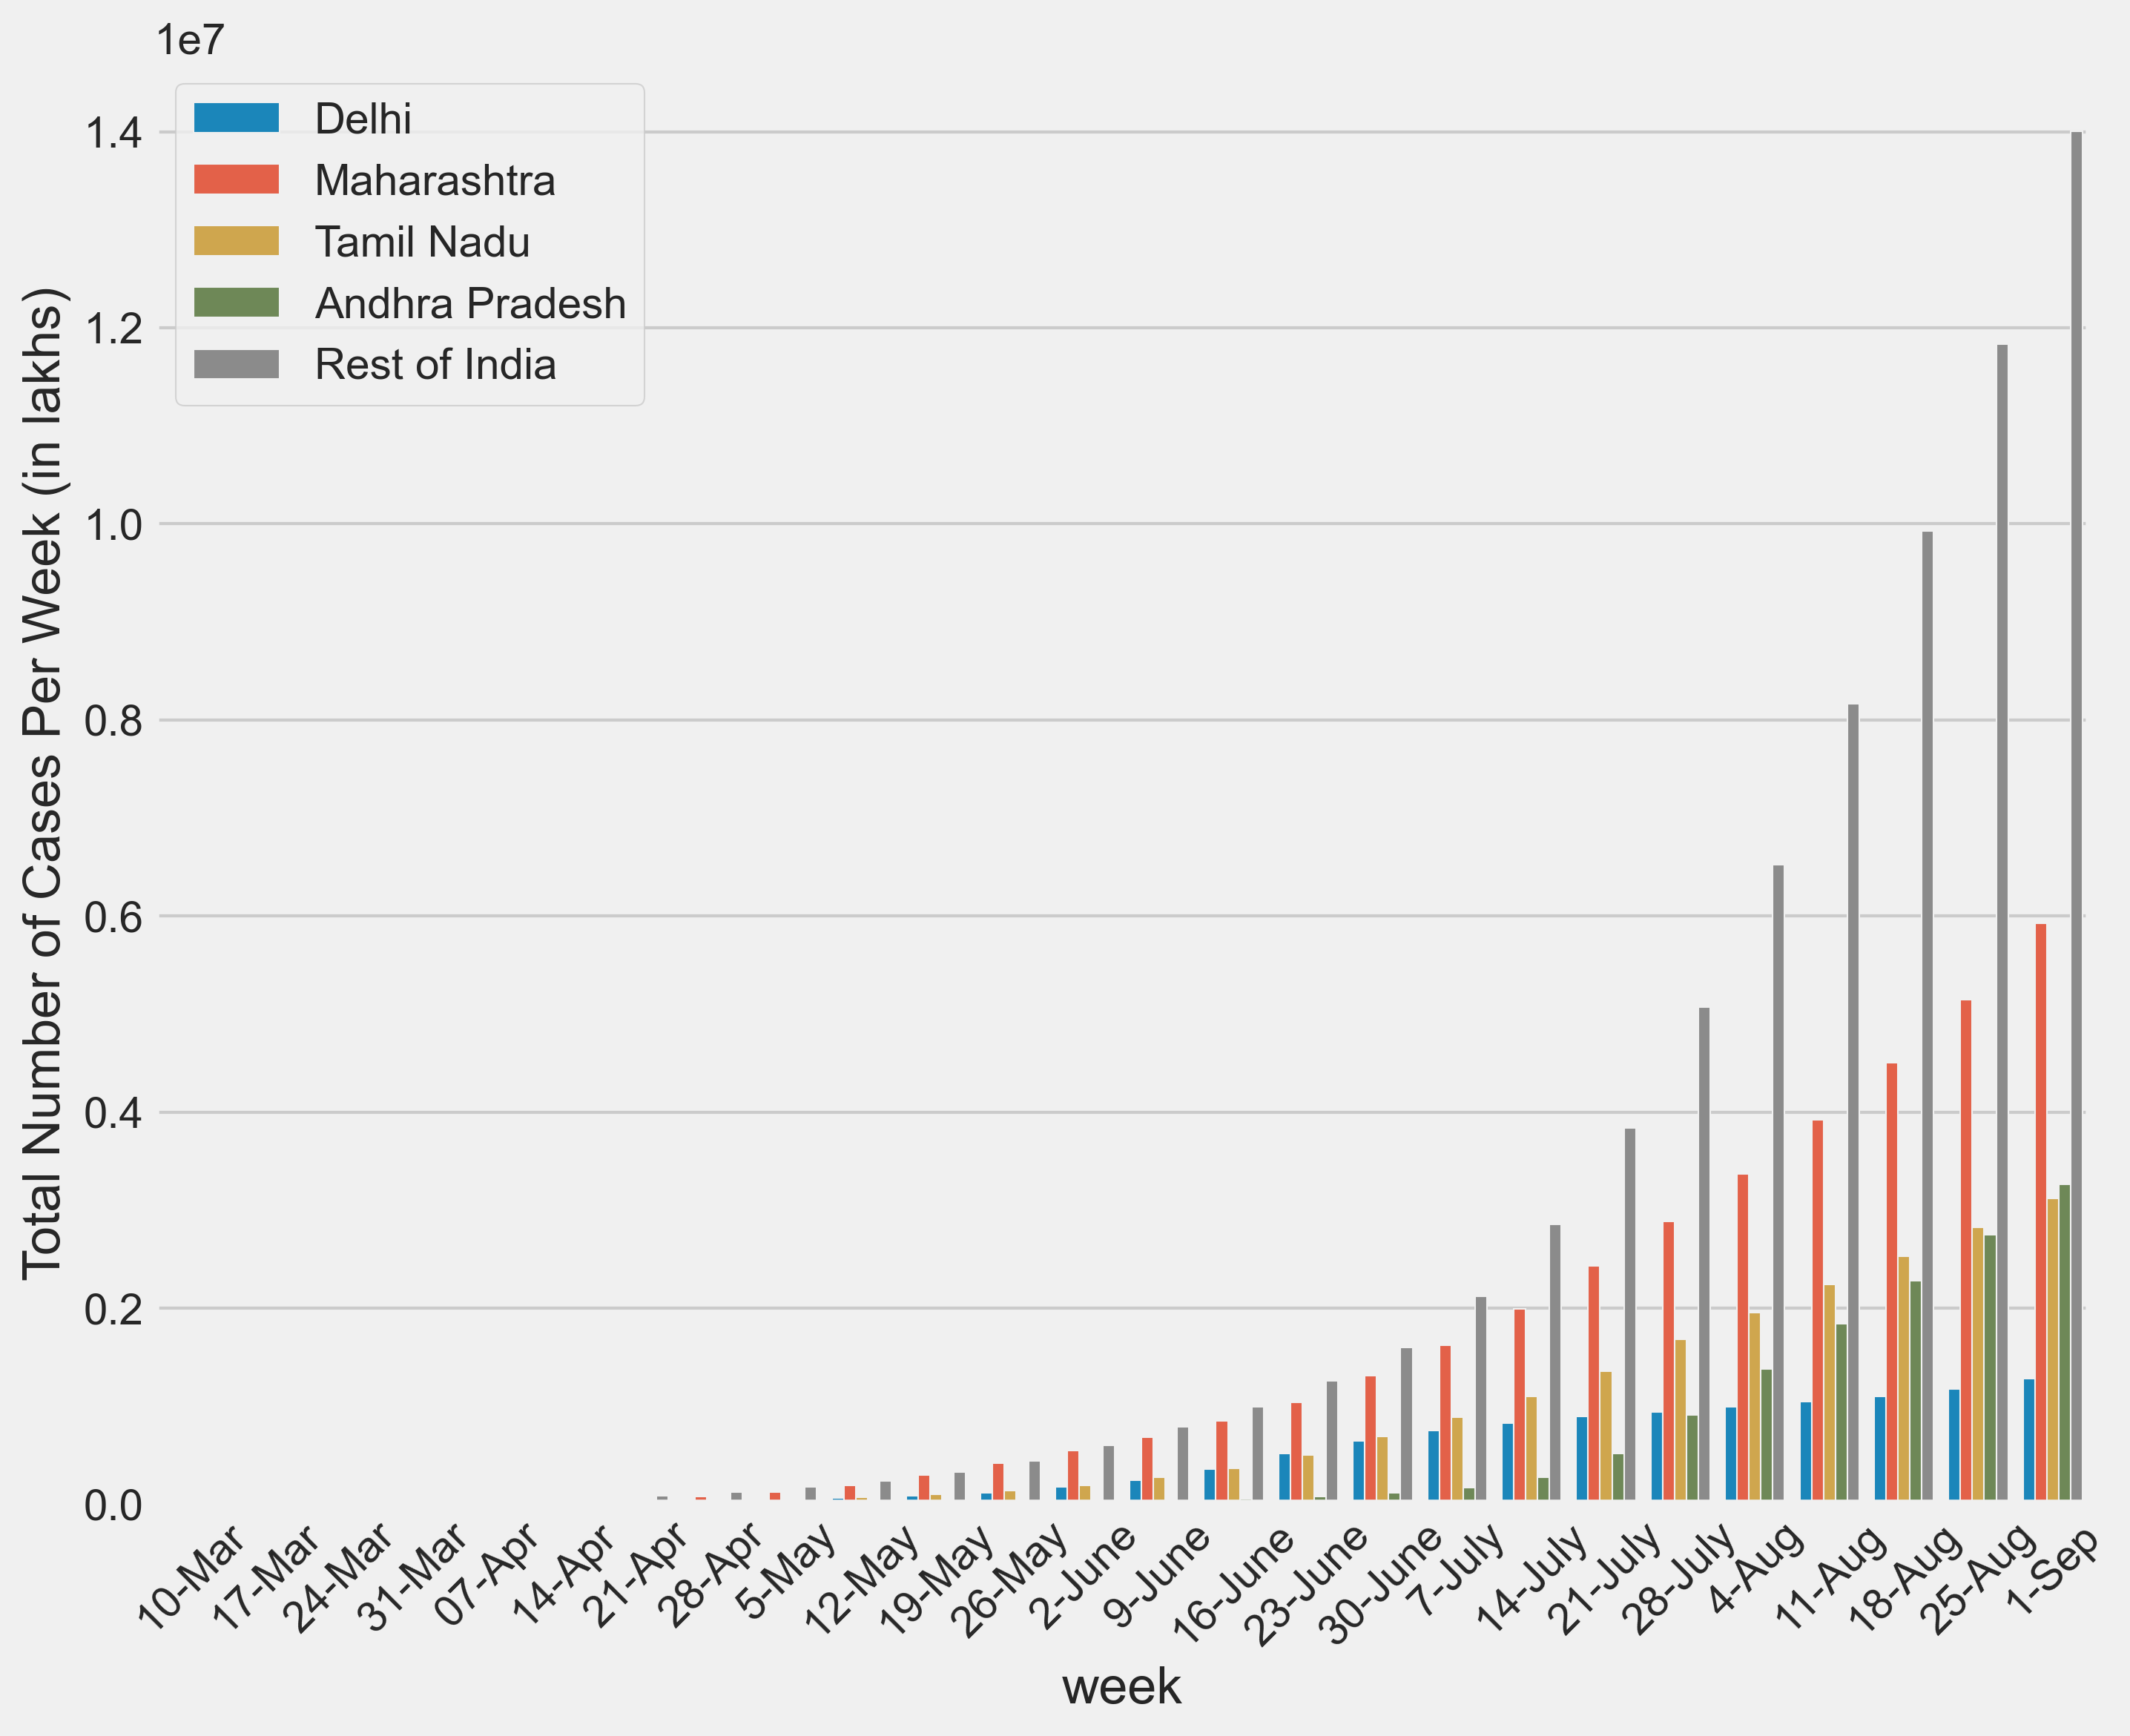 1e7
Delhi
Maharashtra
Tamil Nadu
Andhra Pradesh
Rest of India
Total Number of Cases Per Week (in lakhs)
1.4
1.2
1.0
0.8
0.6
0.4
0.2
0.0
10-Mar
17-Mar
24-Mar
31-Mar
07-Apr
14-Apr
21-Apr
28-Apr
5-May
12-May
19-May
26-May
2-June
9-June
16-June
23-June
30-June
7-July
14-July
21-July
28-July
4-Aug
11-Aug
18-Aug
25-Aug
1-Sep
week